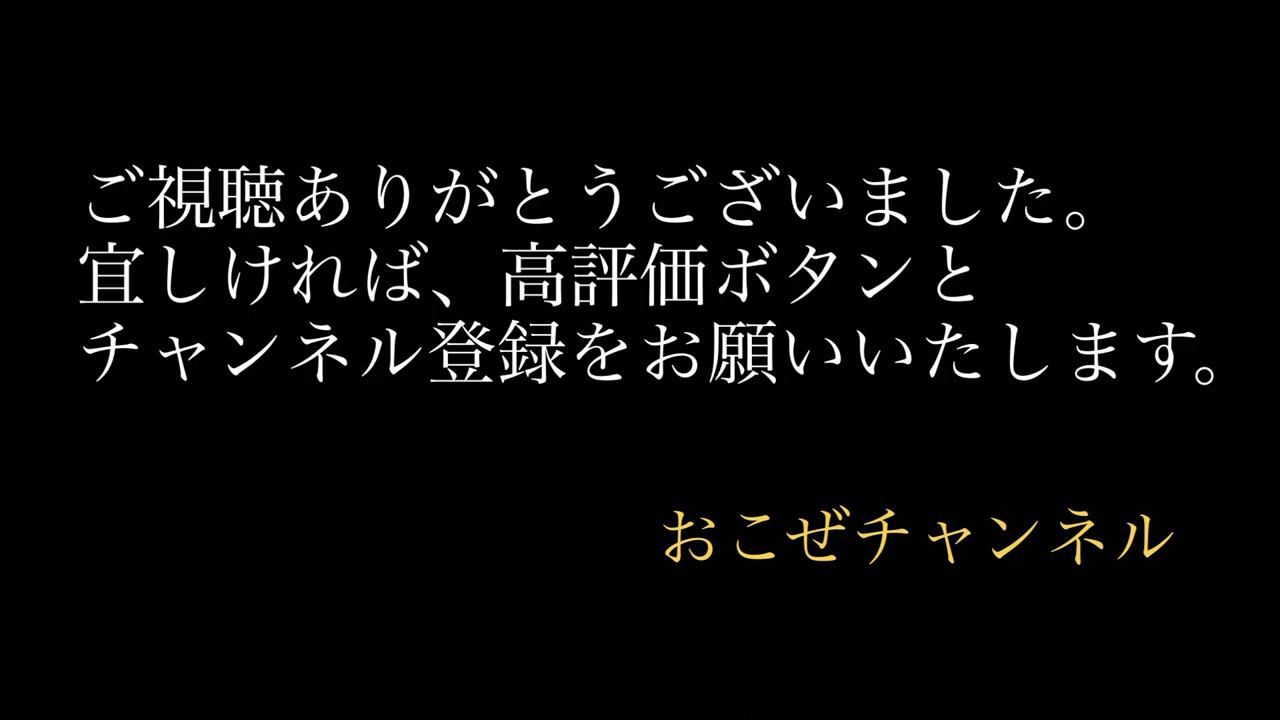 ご視聴ありがとうございました。
宜しければ、高評価ボタンと
チャンネル登録をお願いいたします。
おこぜチャンネル